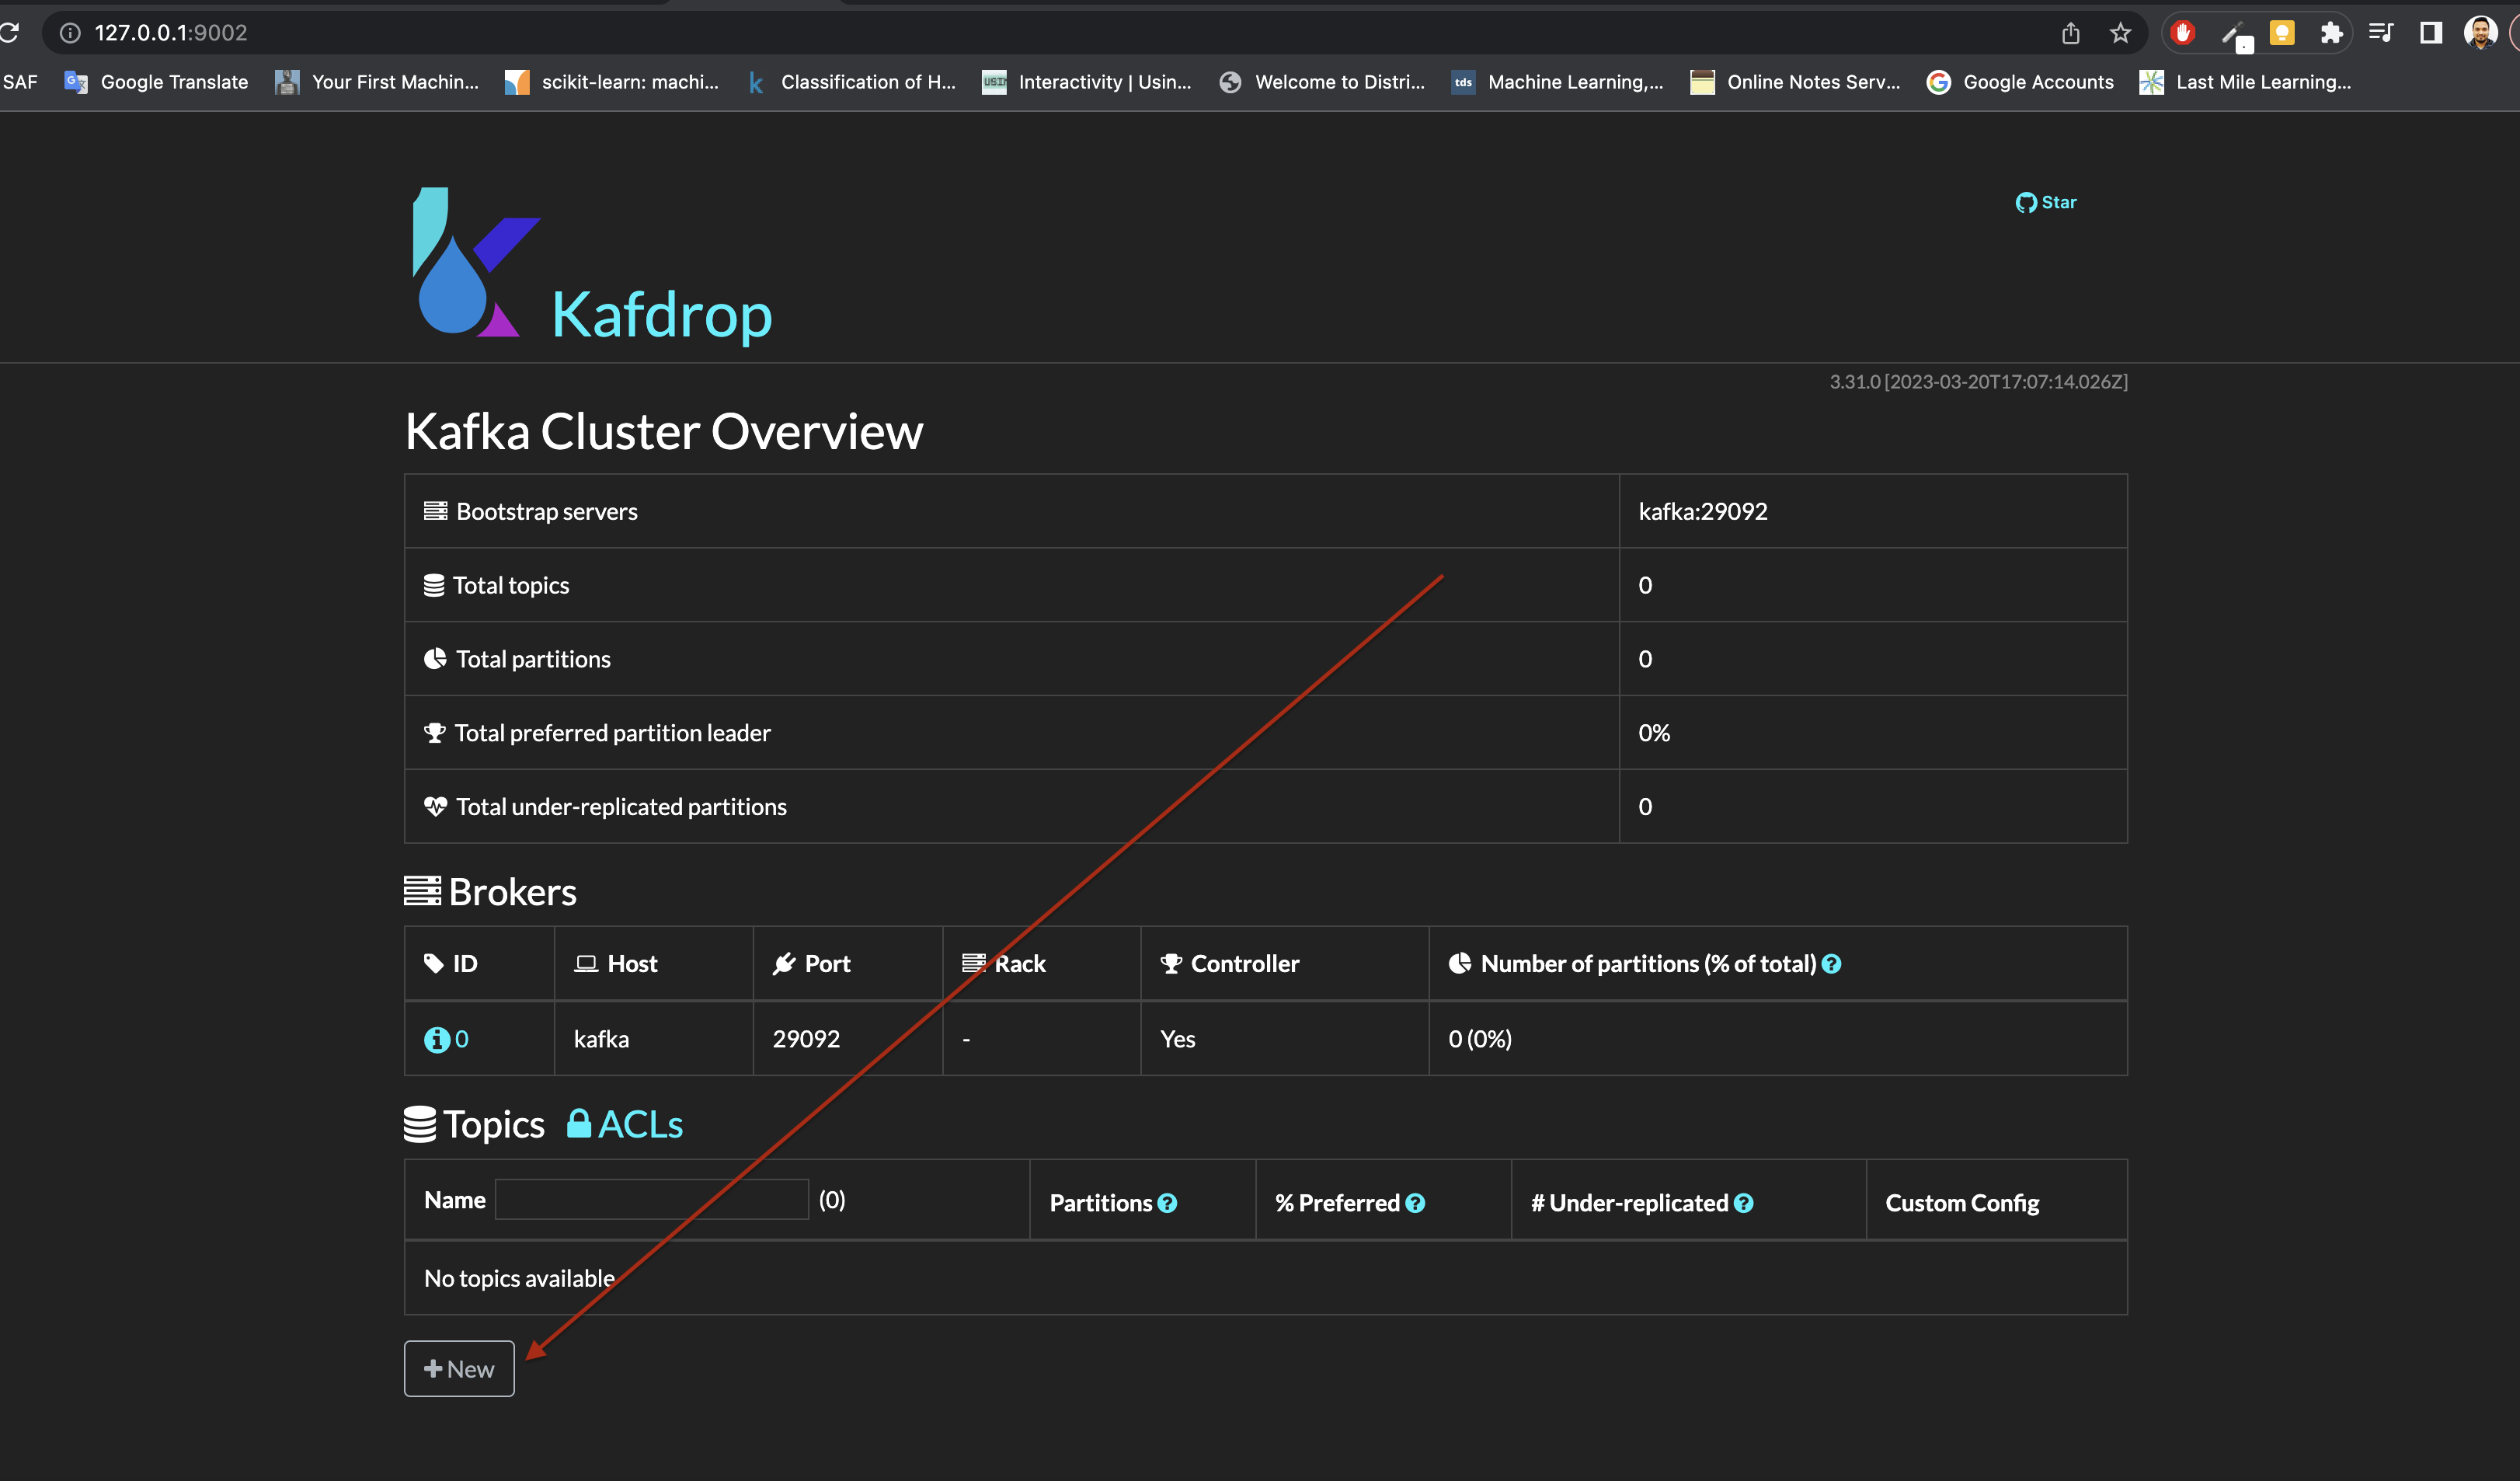 127.0.0.1:9002
SAF Google Translate Your First Machin... scikit-learn: machi... k Classification of H... Interactivity | Usin... Welcome to Distri... tds Machine Learning,... Online Notes Serv... Google Accounts Last Mile Learning...
Star
Kafdrop
3.31.0 [2023-03-20T17:07:14.026Z]
Kafka Cluster Overview
Bootstrap servers kafka:29092
Total topics 0
Total partitions 0
Total preferred partition leader 0%
Total under-replicated partitions 0
Brokers
ID Host Port Rack Controller Number of partitions (% of total)
0 kafka 29092 - Yes 0 (0%)
Topics ACLs
Name (0) Partitions % Preferred # Under-replicated Custom Config
No topics available
New